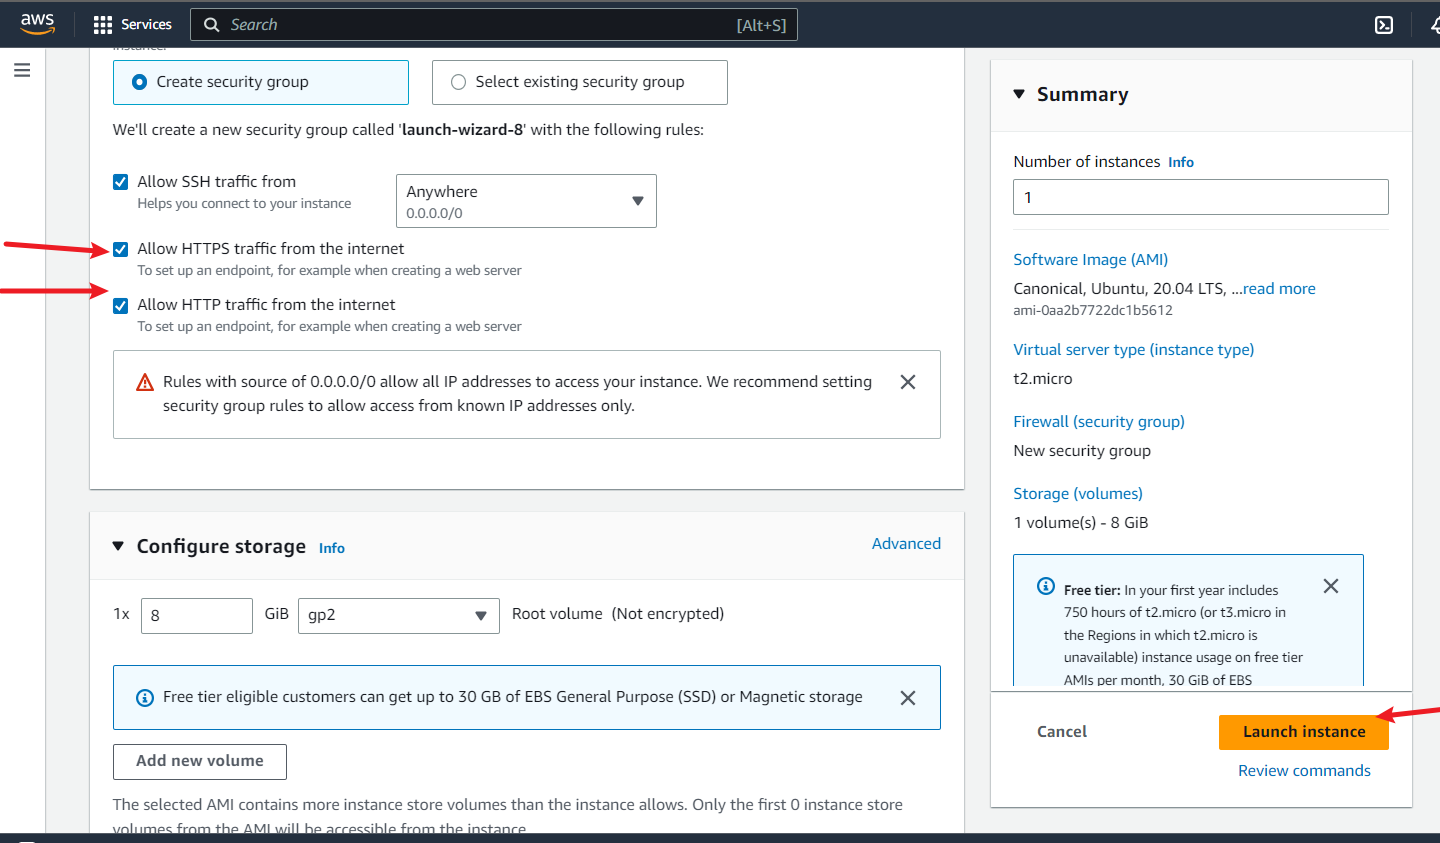 aws
Services
Search
[Alt+S]
instance.
Create security group
Select existing security group
We'll create a new security group called 'launch-wizard-8' with the following rules:
Allow SSH traffic from
Helps you connect to your instance
Anywhere
0.0.0.0/0
Allow HTTPS traffic from the internet
To set up an endpoint, for example when creating a web server
Allow HTTP traffic from the internet
To set up an endpoint, for example when creating a web server
Rules with source of 0.0.0.0/0 allow all IP addresses to access your instance. We recommend setting
security group rules to allow access from known IP addresses only.
Configure storage Info
Advanced
1x 8 GiB gp2 Root volume (Not encrypted)
Free tier eligible customers can get up to 30 GB of EBS General Purpose (SSD) or Magnetic storage
Add new volume
The selected AMI contains more instance store volumes than the instance allows. Only the first 0 instance store
volumes from the AMI will be accessible from the instance
Summary
Number of instances Info
1
Software Image (AMI)
Canonical, Ubuntu, 20.04 LTS, ...read more
ami-0aa2b7722dc1b5612
Virtual server type (instance type)
t2.micro
Firewall (security group)
New security group
Storage (volumes)
1 volume(s) - 8 GiB
Free tier: In your first year includes
750 hours of t2.micro (or t3.micro in
the Regions in which t2.micro is
unavailable) instance usage on free tier
AMIs per month, 30 GiB of EBS
Cancel
Launch instance
Review commands